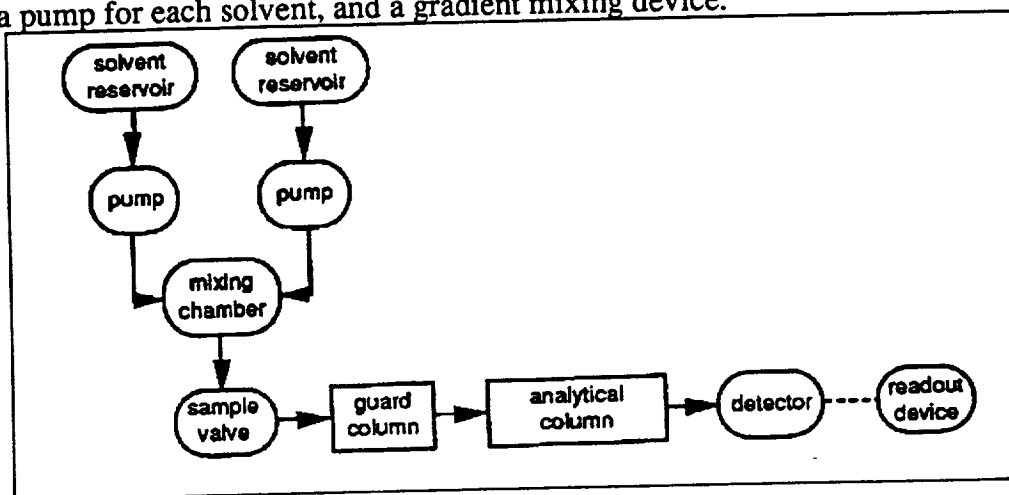 a pump for each solvent, and a gradient mixing device.
solvent
reservoir
solvent
reservoir
pump
pump
mixing
chamber
sample
valve
guard
column
analytical
column
detector
readout
device